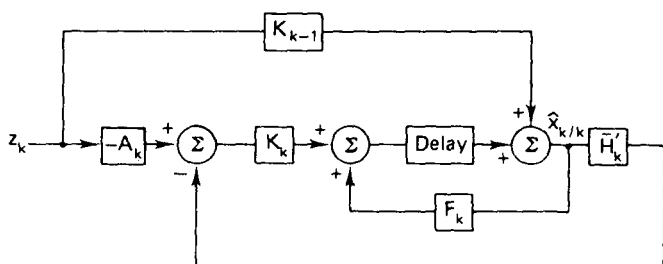 K_{k-1}
+
x̂_{k/k}
z_k
-A_k
+
Σ
−
K_k
+
Σ
+
Delay
+
Σ
H̄'_k
F_k